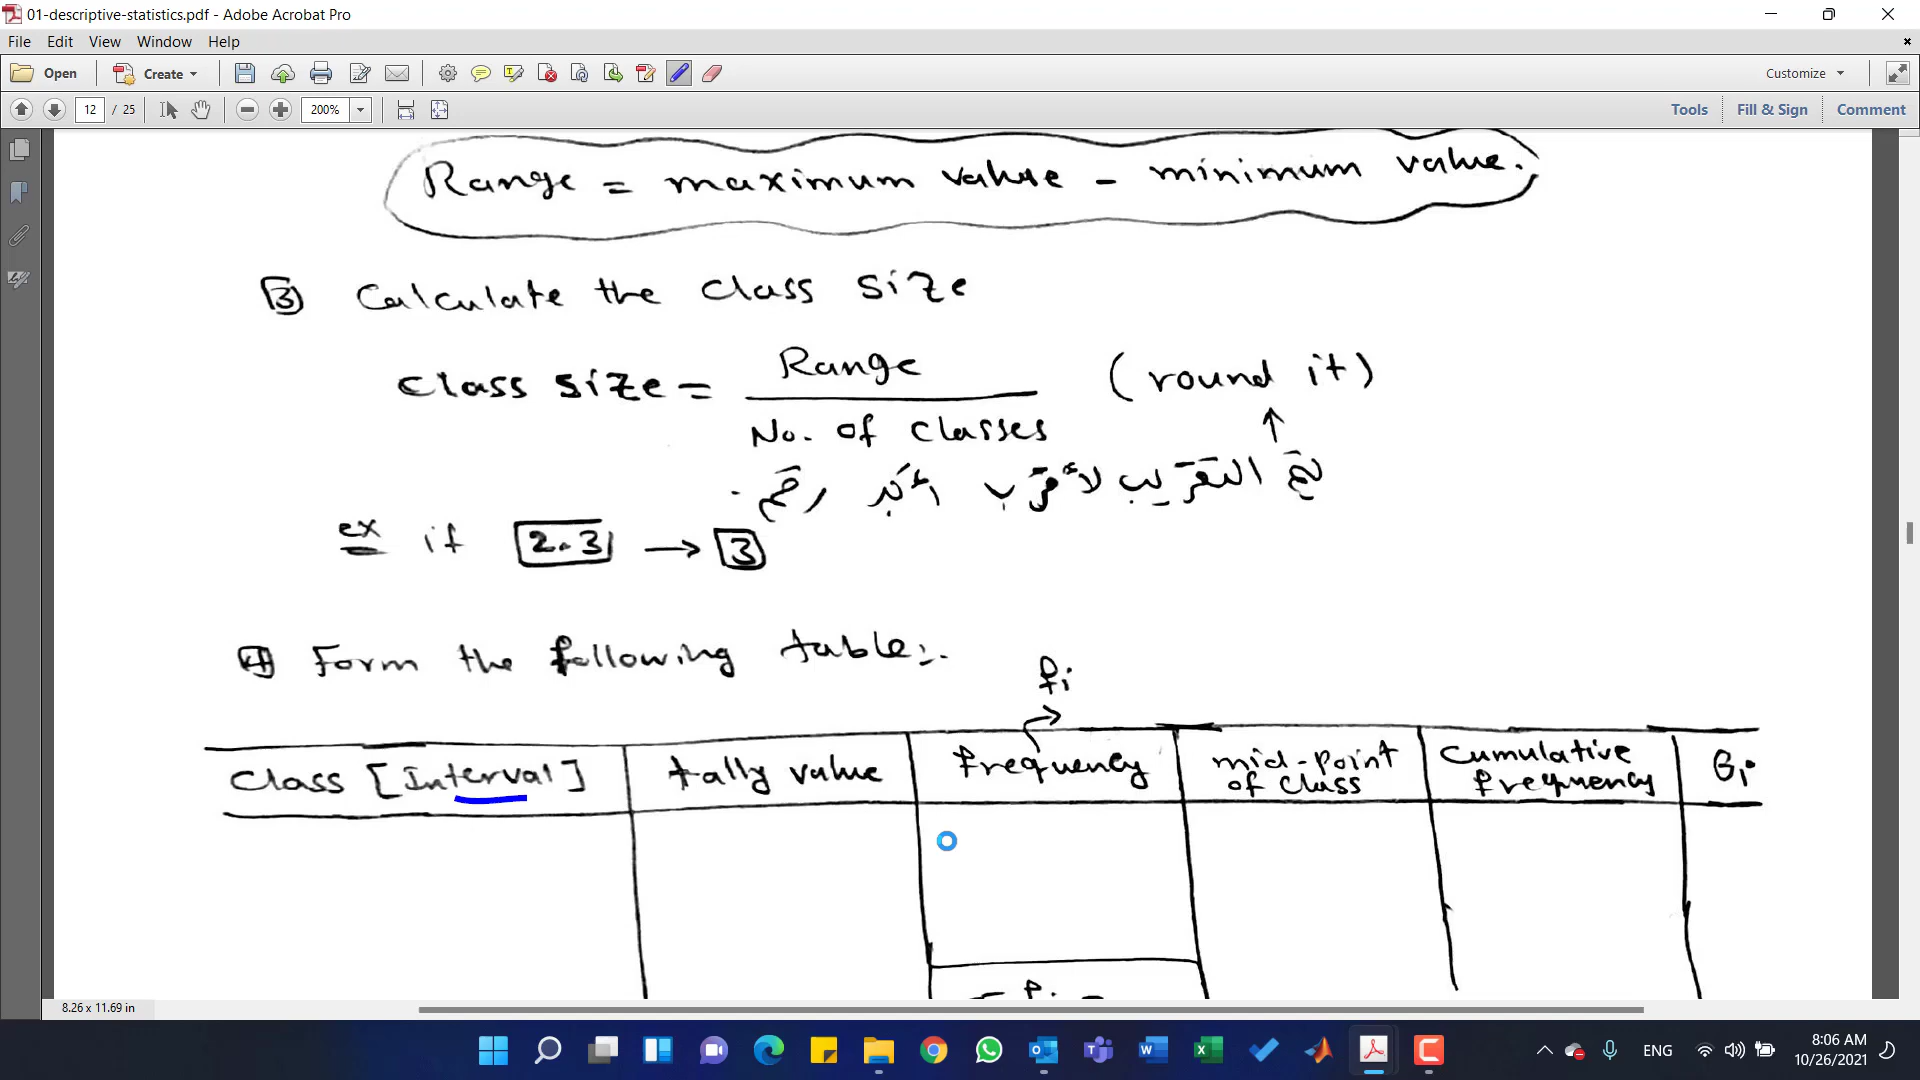 01-descriptive-statistics.pdf - Adobe Acrobat Pro
File Edit View Window Help
Open Create Customize
12 / 25 200% Tools Fill & Sign Comment
Range = maximum value - minimum value.
3 Calculate the class size
class size = Range / No. of classes (round it)
يتم التقريب لأقرب أكبر رقم.
ex if 2.3 → 3
4 Form the following table:-
fi
Class [Interval] tally value frequency mid-point of class Cumulative frequency
8.26 x 11.69 in
ENG 8:06 AM
10/26/2021